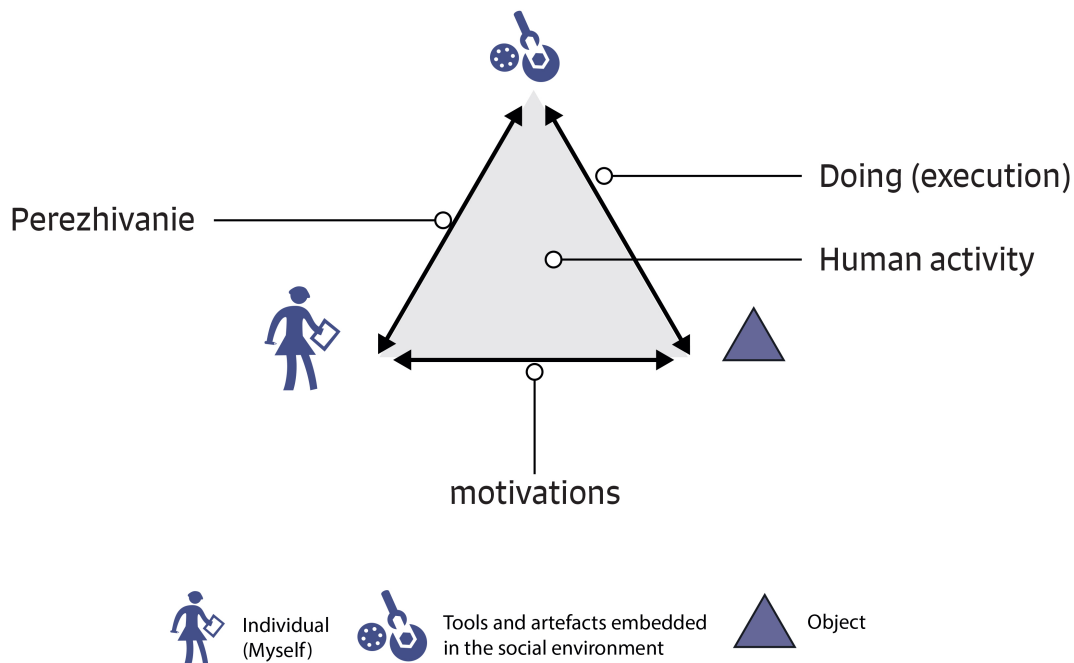 Doing (execution)
Perezhivanie
Human activity
motivations
Individual
(Myself)
Tools and artefacts embedded
in the social environment
Object